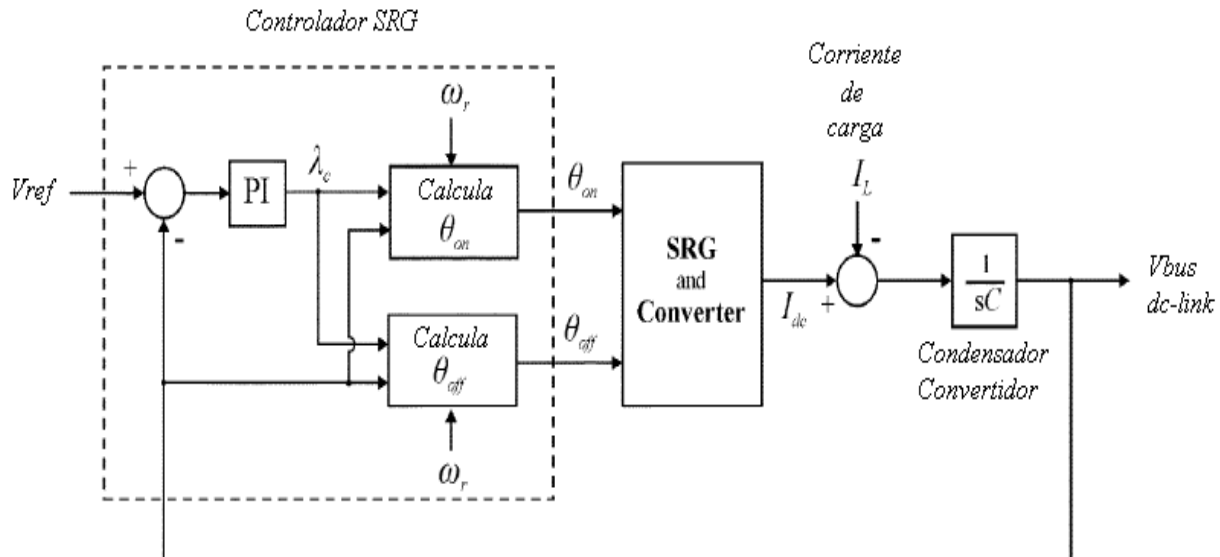 Controlador SRG
Corriente
de
carga
I_L
ω_r
Vref
+
-
PI
λ_c
Calcula
θ_on
θ_on
SRG
and
Converter
-
+
I_dc
1
sC
Vbus
dc-link
Condensador
Convertidor
Calcula
θ_off
θ_off
ω_r